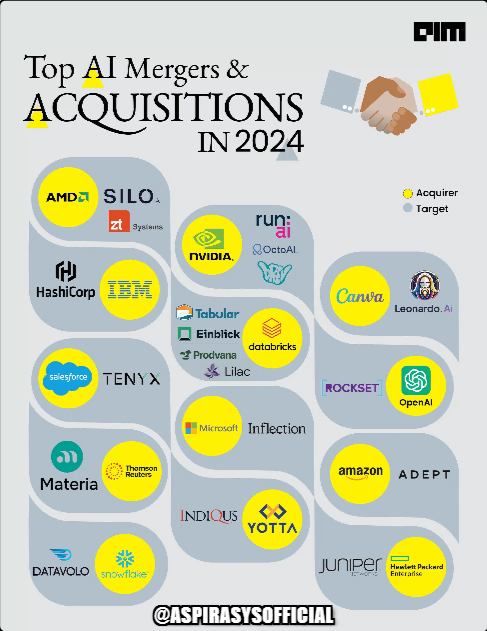 AIM
Top AI Mergers &
ACQUISITIONS
IN 2024
Acquirer
Target
AMD
SILO AI
zt Systems
HashiCorp
IBM
salesforce
TENYX
Materia
Thomson
Reuters
DATAVOLO
snowflake
NVIDIA.
run:
ai
OctoAI
Tabular
Einblick
Prodvana
Lilac
databricks
Microsoft
Inflection
INDIQUS
YOTTA
Canva
Leonardo.Ai
ROCKSET
OpenAI
amazon
ADEPT
JUNIPER
NETWORKS
Hewlett Packard
Enterprise
@ASPIRASYSOFFICIAL